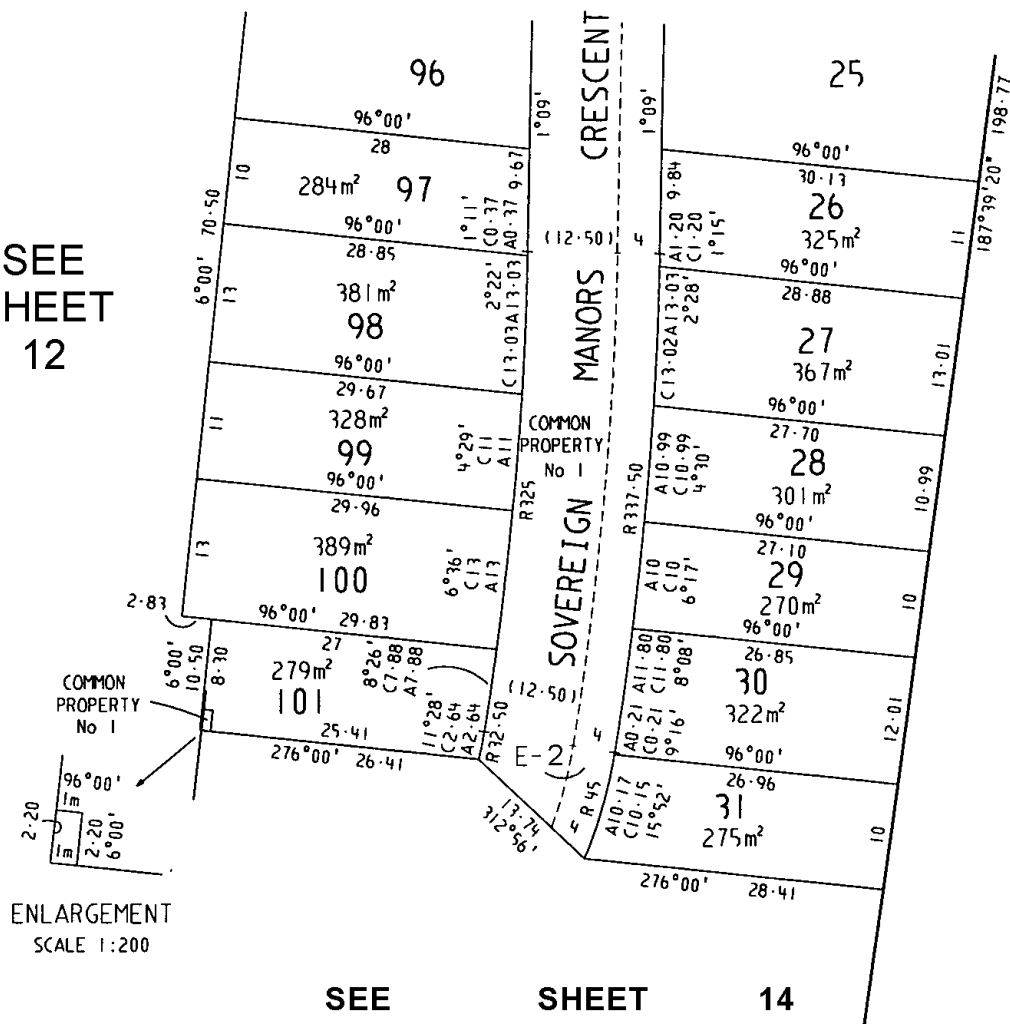 96
CRESCENT
25
198·77
1°09'
1°09'
96°00'
28
10
284m²
97
9·67
1°11'
C0·37
A0·37
96°00'
30·13
26
325m²
9·84
A1·20
C1·20
1°15'
11
187°39'20"
70·50
6°00'
96°00'
28·85
(12·50)
4
96°00'
28·88
SEE
HEET
12
13
381m²
98
2°22'
C13·03
A13·03
MANORS
C13·02
A13·03
2°28'
27
367m²
13·01
96°00'
29·67
11
328m²
99
4°29'
C11
A11
COMMON
PROPERTY
No 1
96°00'
27·70
A10·99
C10·99
4°30'
28
301m²
10·99
96°00'
29·96
R325
R337·50
13
389m²
100
6°36'
C13
A13
SOVEREIGN
96°00'
27·10
A10
C10
6°17'
29
270m²
10
2·83
96°00' 29·83
96°00'
26·85
27
279m²
101
8°26'
C7·88
A7·88
6°00'
10·50
8·30
COMMON
PROPERTY
No 1
11°28'
C2·64
A2·64
R32·50
(12·50)
4
A11·80
C11·80
8°08'
30
322m²
12·01
A0·21
C0·21
9°16'
25·41
276°00' 26·41
E-2
96°00'
26·96
R45
A10·17
C10·15
15°52'
31
275m²
10
13·74
312°56'
4
276°00' 28·41
96°00'
1m
2·20
1m
2·20
6°00'
ENLARGEMENT
SCALE 1:200
SEE SHEET 14